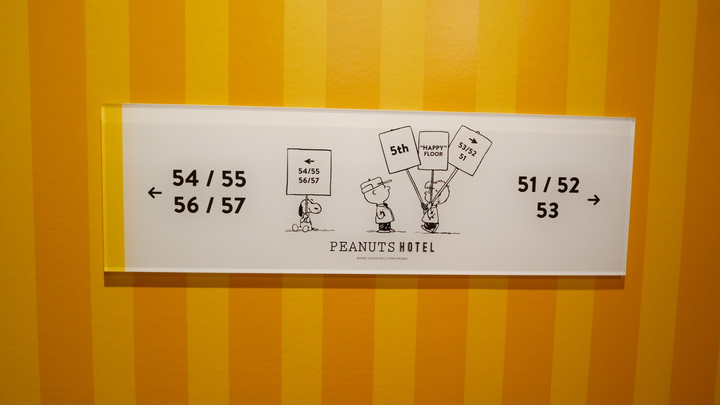 ← 54 / 55
56 / 57
←
54/55
56/57
5th
"HAPPY"
FLOOR
→
53/52
51
51 / 52 →
53
PEANUTS HOTEL